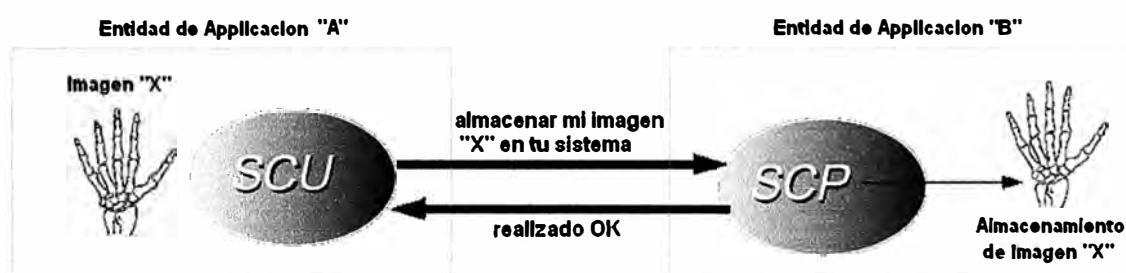 Entidad de Applicacion "A"
Entidad de Applicacion "B"
Imagen "X"
SCU
almacenar mi imagen
"X" en tu sistema
realizado OK
SCP
Almacenamiento
de Imagen "X"